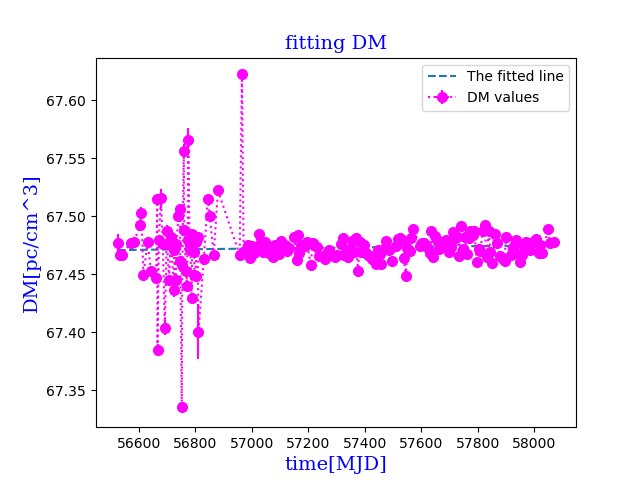 fitting DM
The fitted line
DM values
DM[pc/cm^3]
67.60
67.55
67.50
67.45
67.40
67.35
56600 56800 57000 57200 57400 57600 57800 58000
time[MJD]